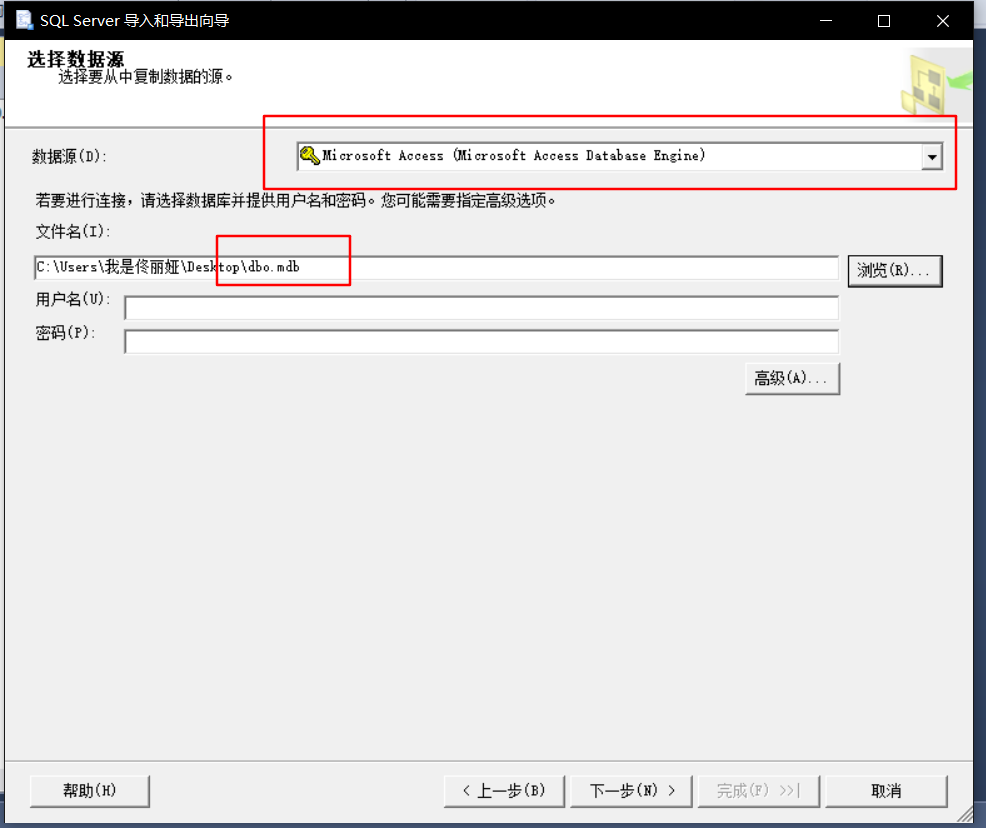 SQL Server 导入和导出向导
选择数据源
选择要从中复制数据的源。
数据源(D):
Microsoft Access (Microsoft Access Database Engine)
若要进行连接，请选择数据库并提供用户名和密码。您可能需要指定高级选项。
文件名(I):
C:\Users\我是佟丽娅\Desktop\dbo.mdb
浏览(R)...
用户名(U):
密码(P):
高级(A)...
帮助(H)
< 上一步(B)
下一步(N) >
完成(F) >>|
取消